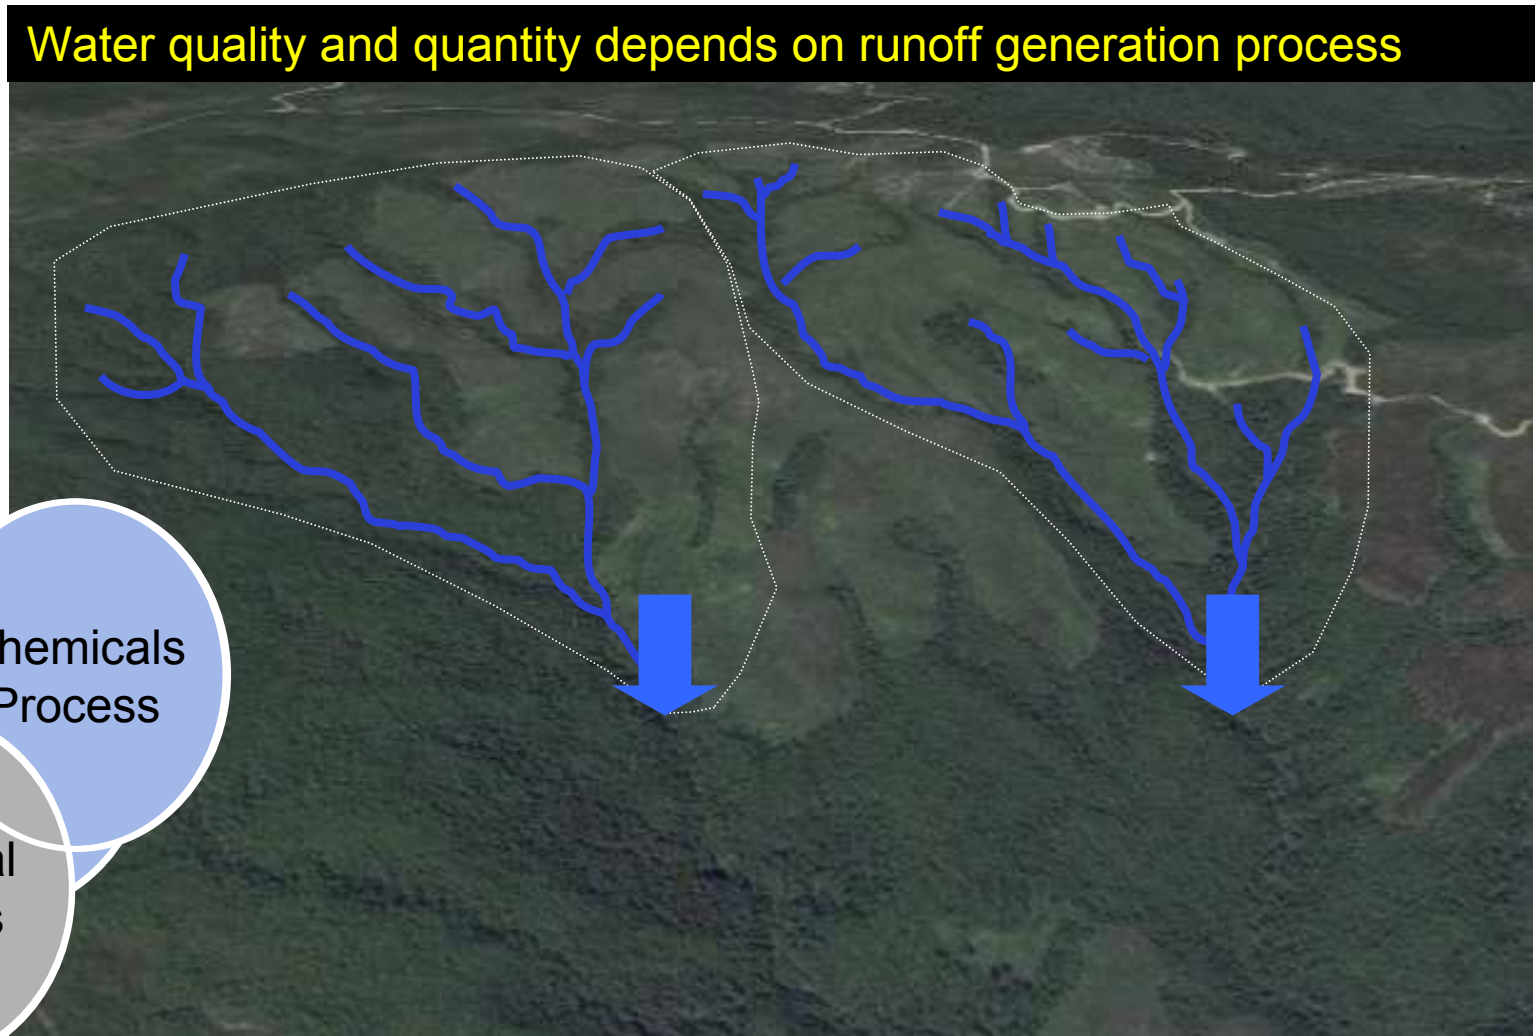 Water quality and quantity depends on runoff generation process
hemicals
Process
al
s